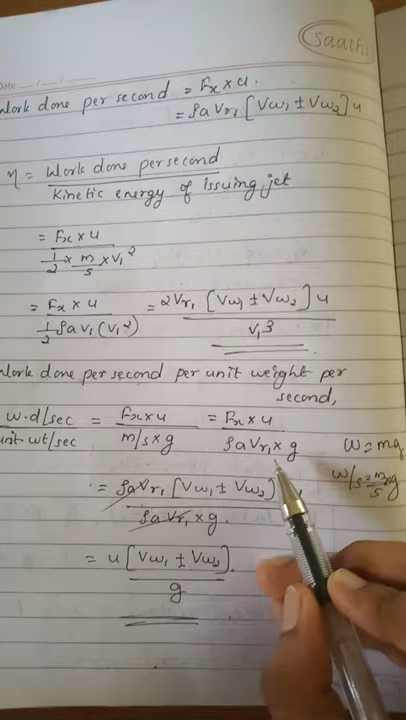 Saathi
Date
Work done per second = Fx × u.
= ρaVr₁ [Vw₁ ± Vw₂] u
η = Work done per second
Kinetic energy of issuing jet
= Fx × u
½ × m/s × V₁²
= Fx × u = 2Vr₁ [Vw₁ ± Vw₂] u
½ ρaV₁(V₁²) V₁³
Work done per second per unit weight per
second,
w.d/sec = Fx × u = Fx × u
unit wt/sec m/s × g ρaVr₁ × g W = mg
W/s = m/s × g
= ρaVr₁ [Vw₁ ± Vw₂]
ρaVr₁ × g.
= u [Vw₁ ± Vw₂]
g